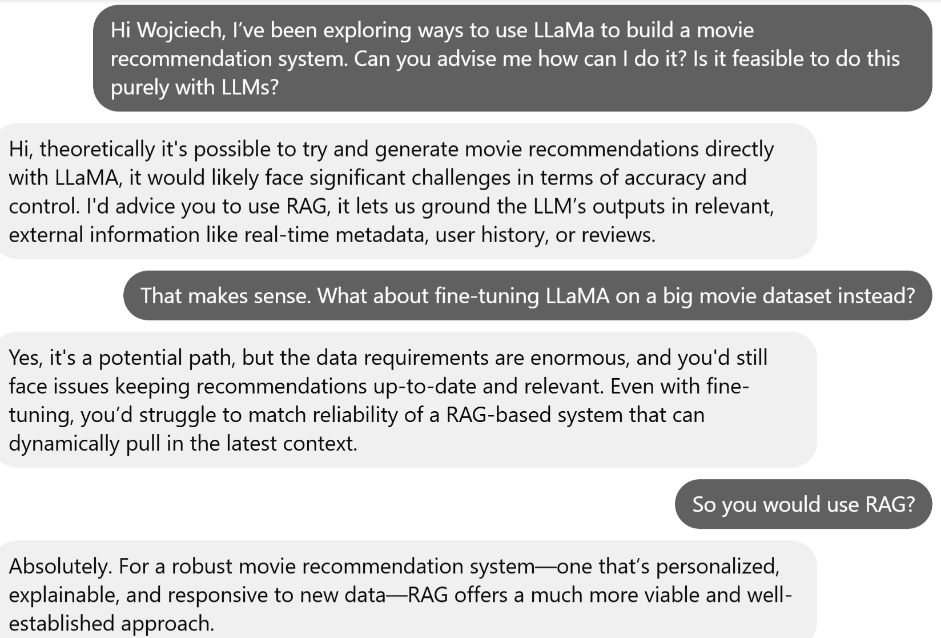 Hi Wojciech, I’ve been exploring ways to use LLaMa to build a movie
recommendation system. Can you advise me how can I do it? Is it feasible to do this
purely with LLMs?
Hi, theoretically it's possible to try and generate movie recommendations directly
with LLaMA, it would likely face significant challenges in terms of accuracy and
control. I'd advice you to use RAG, it lets us ground the LLM’s outputs in relevant,
external information like real-time metadata, user history, or reviews.
That makes sense. What about fine-tuning LLaMA on a big movie dataset instead?
Yes, it's a potential path, but the data requirements are enormous, and you'd still
face issues keeping recommendations up-to-date and relevant. Even with fine-
tuning, you’d struggle to match reliability of a RAG-based system that can
dynamically pull in the latest context.
So you would use RAG?
Absolutely. For a robust movie recommendation system—one that’s personalized,
explainable, and responsive to new data—RAG offers a much more viable and well-
established approach.